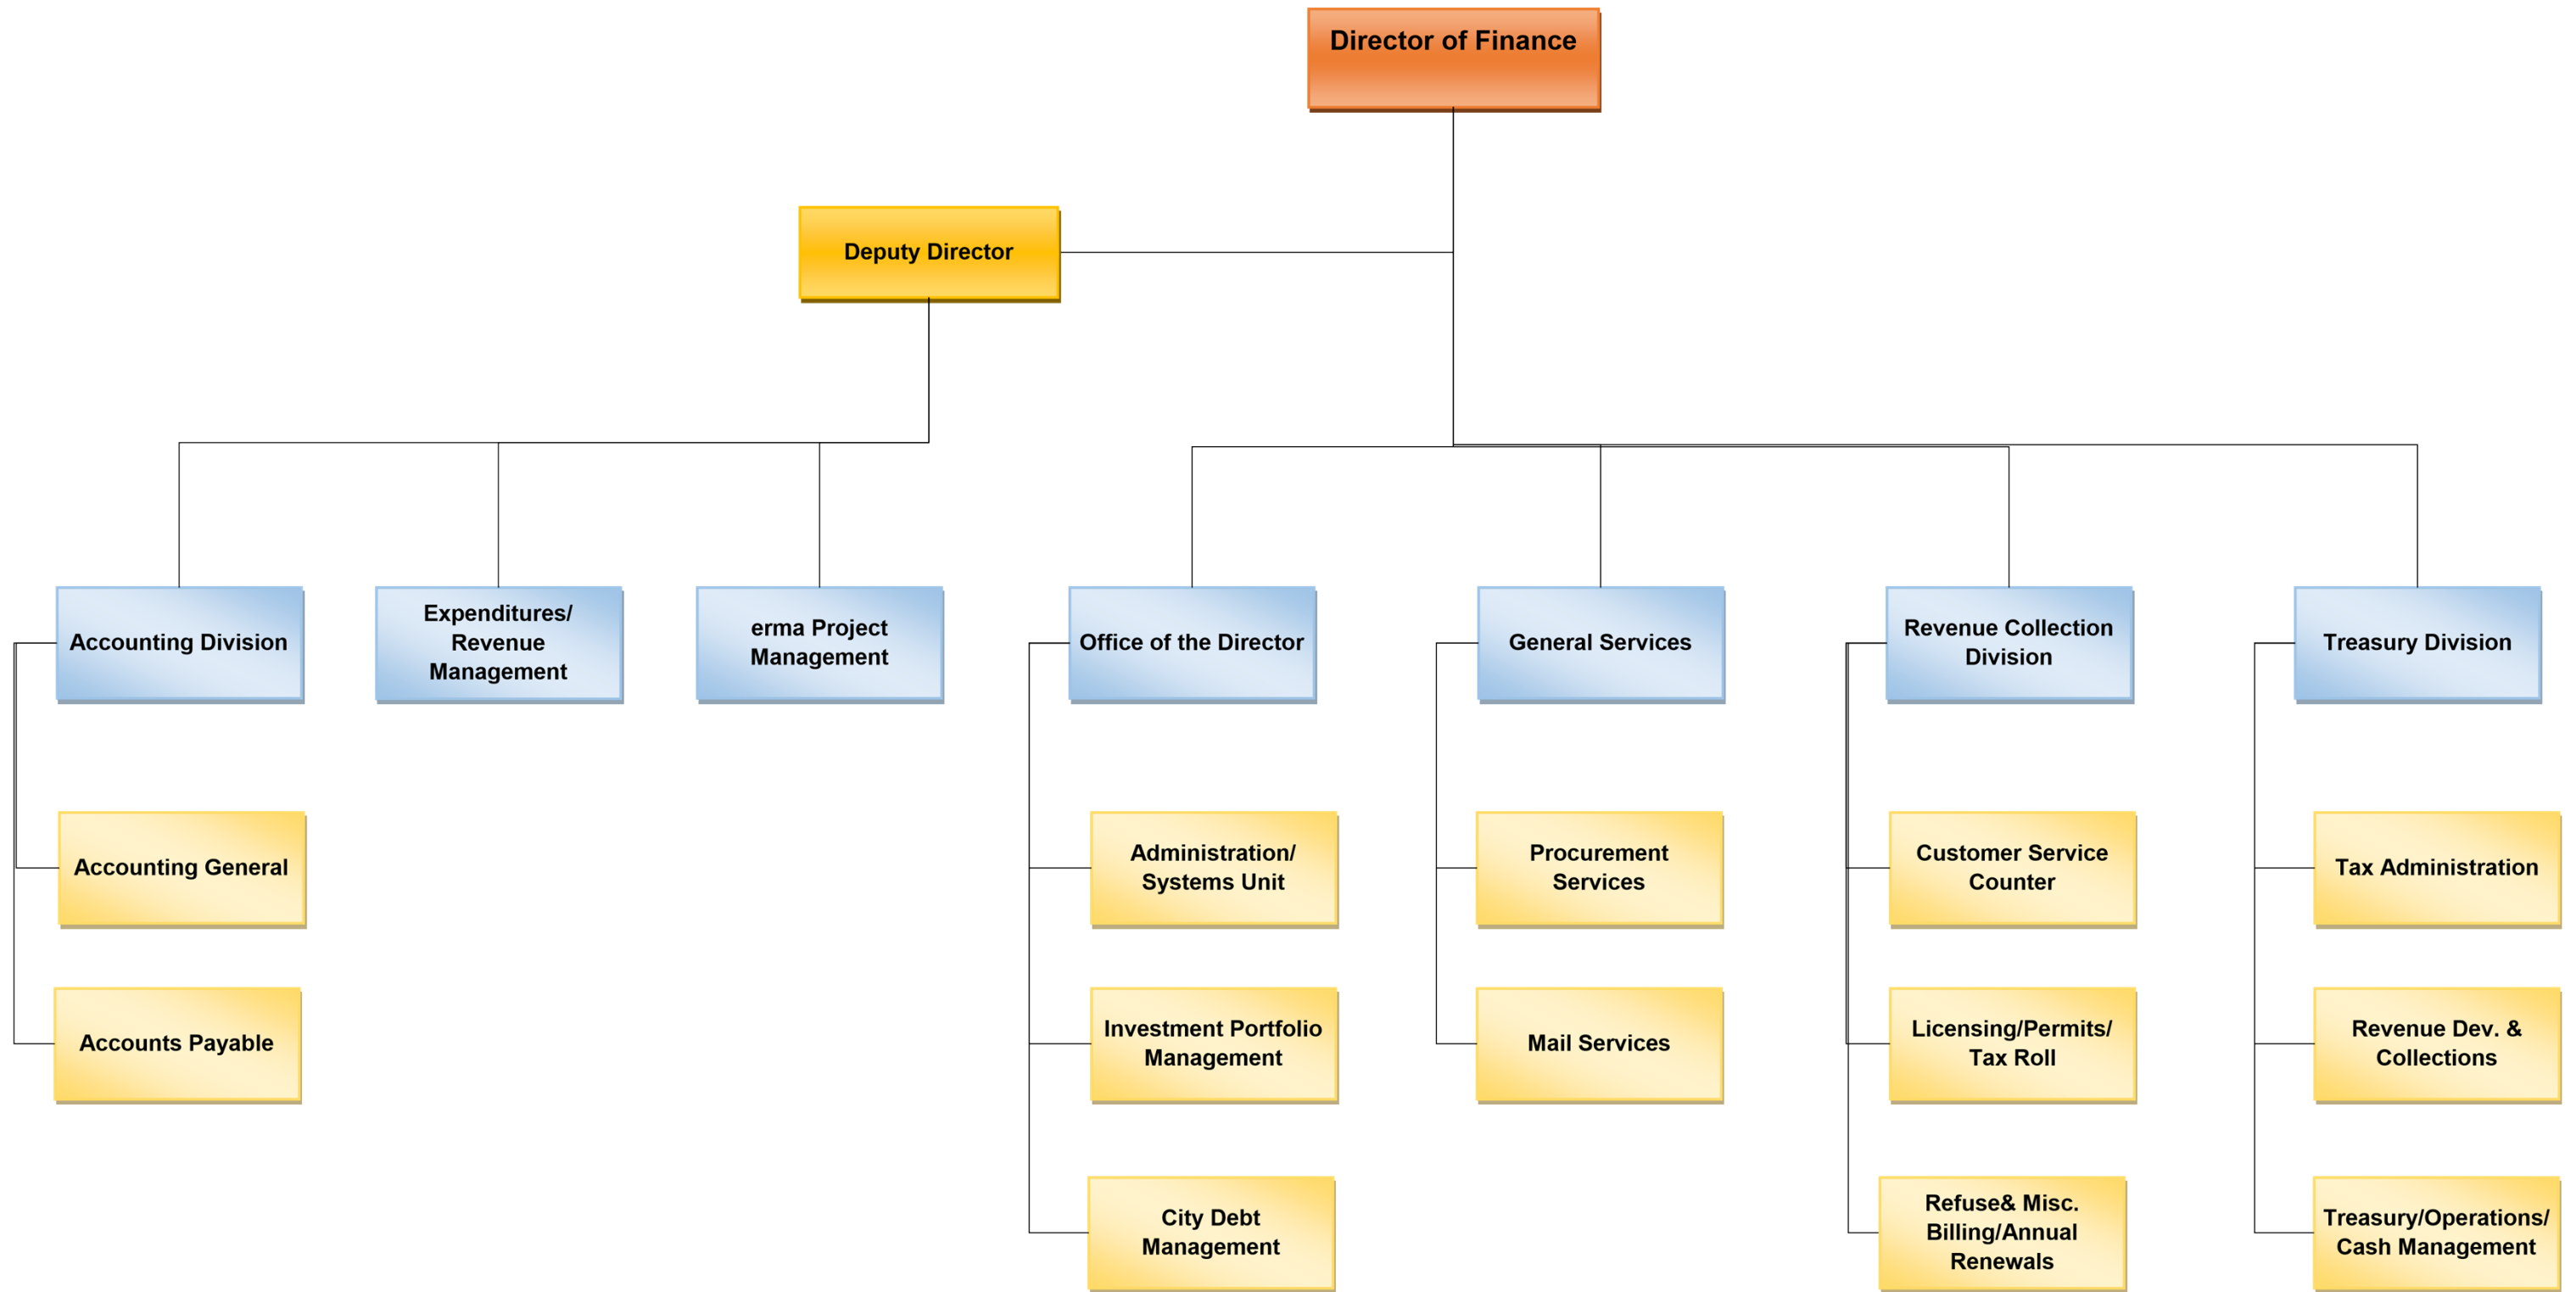 Director of Finance
Deputy Director
Accounting Division
Expenditures/
Revenue
Management
erma Project
Management
Office of the Director
General Services
Revenue Collection
Division
Treasury Division
Accounting General
Administration/
Systems Unit
Procurement
Services
Customer Service
Counter
Tax Administration
Accounts Payable
Investment Portfolio
Management
Mail Services
Licensing/Permits/
Tax Roll
Revenue Dev. &
Collections
City Debt
Management
Refuse& Misc.
Billing/Annual
Renewals
Treasury/Operations/
Cash Management